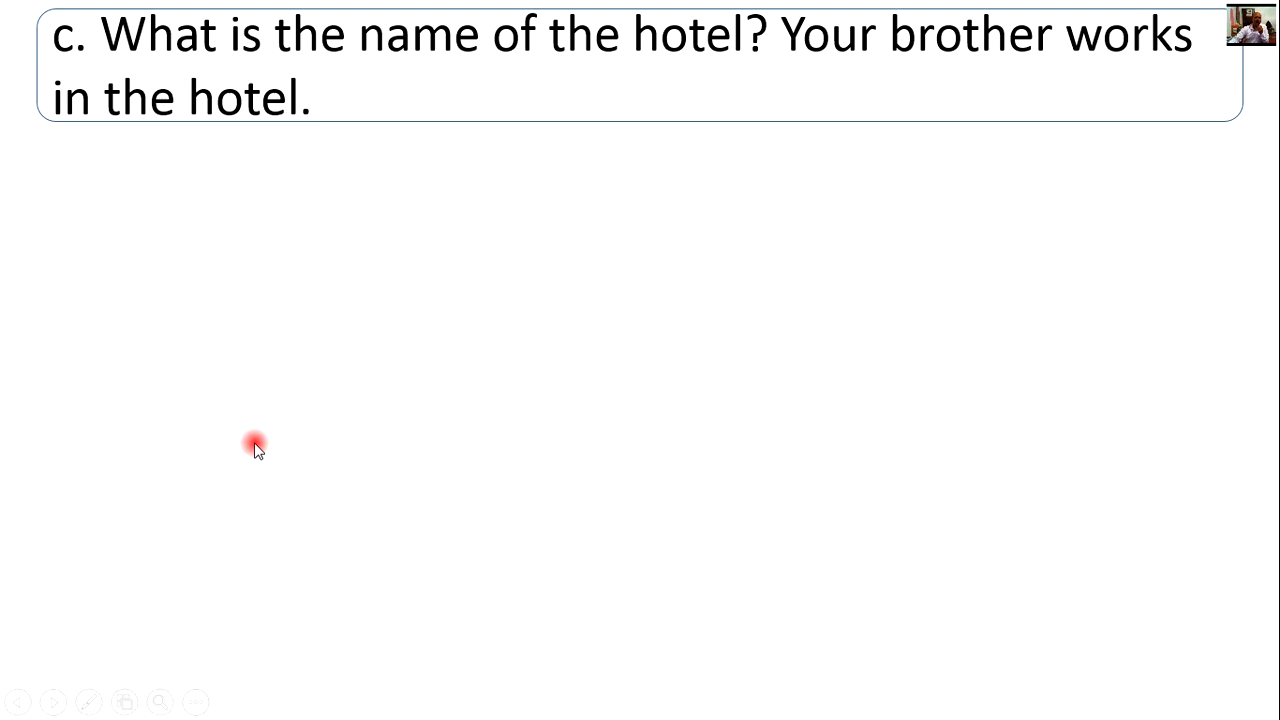 c. What is the name of the hotel? Your brother works
in the hotel.